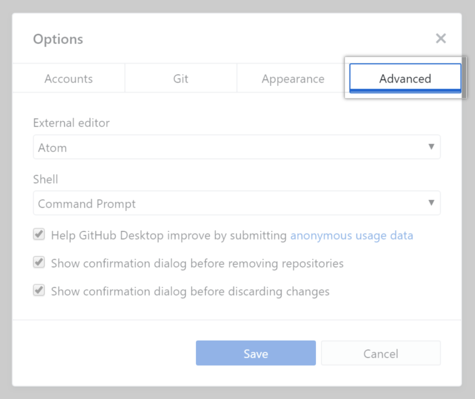 Options
Accounts
Git
Appearance
Advanced
External editor
Atom
Shell
Command Prompt
Help GitHub Desktop improve by submitting anonymous usage data
Show confirmation dialog before removing repositories
Show confirmation dialog before discarding changes
Save
Cancel